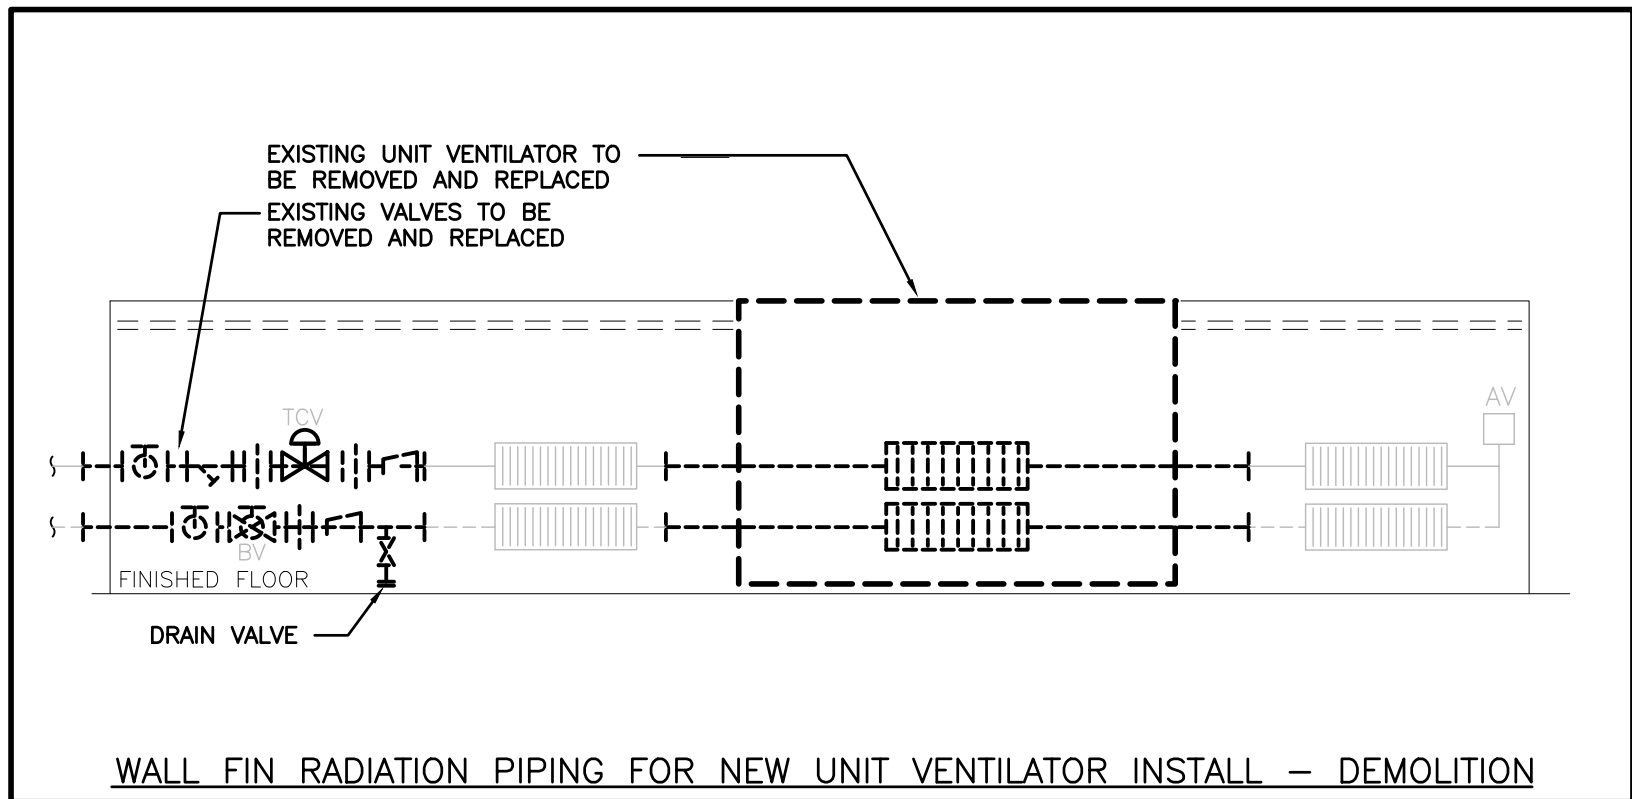 EXISTING UNIT VENTILATOR TO
BE REMOVED AND REPLACED
EXISTING VALVES TO BE
REMOVED AND REPLACED
TCV
AV
BV
FINISHED FLOOR
DRAIN VALVE
WALL FIN RADIATION PIPING FOR NEW UNIT VENTILATOR INSTALL – DEMOLITION